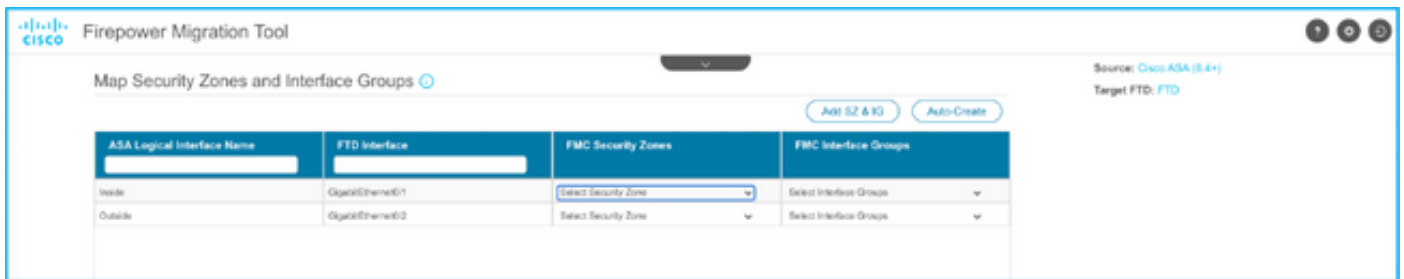 CISCO
Firepower Migration Tool
Map Security Zones and Interface Groups
Source: Cisco ASA (8.4+)
Target FTD: FTD
Add SZ & IG
Auto-Create
ASA Logical Interface Name
FTD Interface
FMC Security Zones
FMC Interface Groups
Inside
GigabitEthernet0/1
Select Security Zone
Select Interface Groups
Outside
GigabitEthernet0/2
Select Security Zone
Select Interface Groups